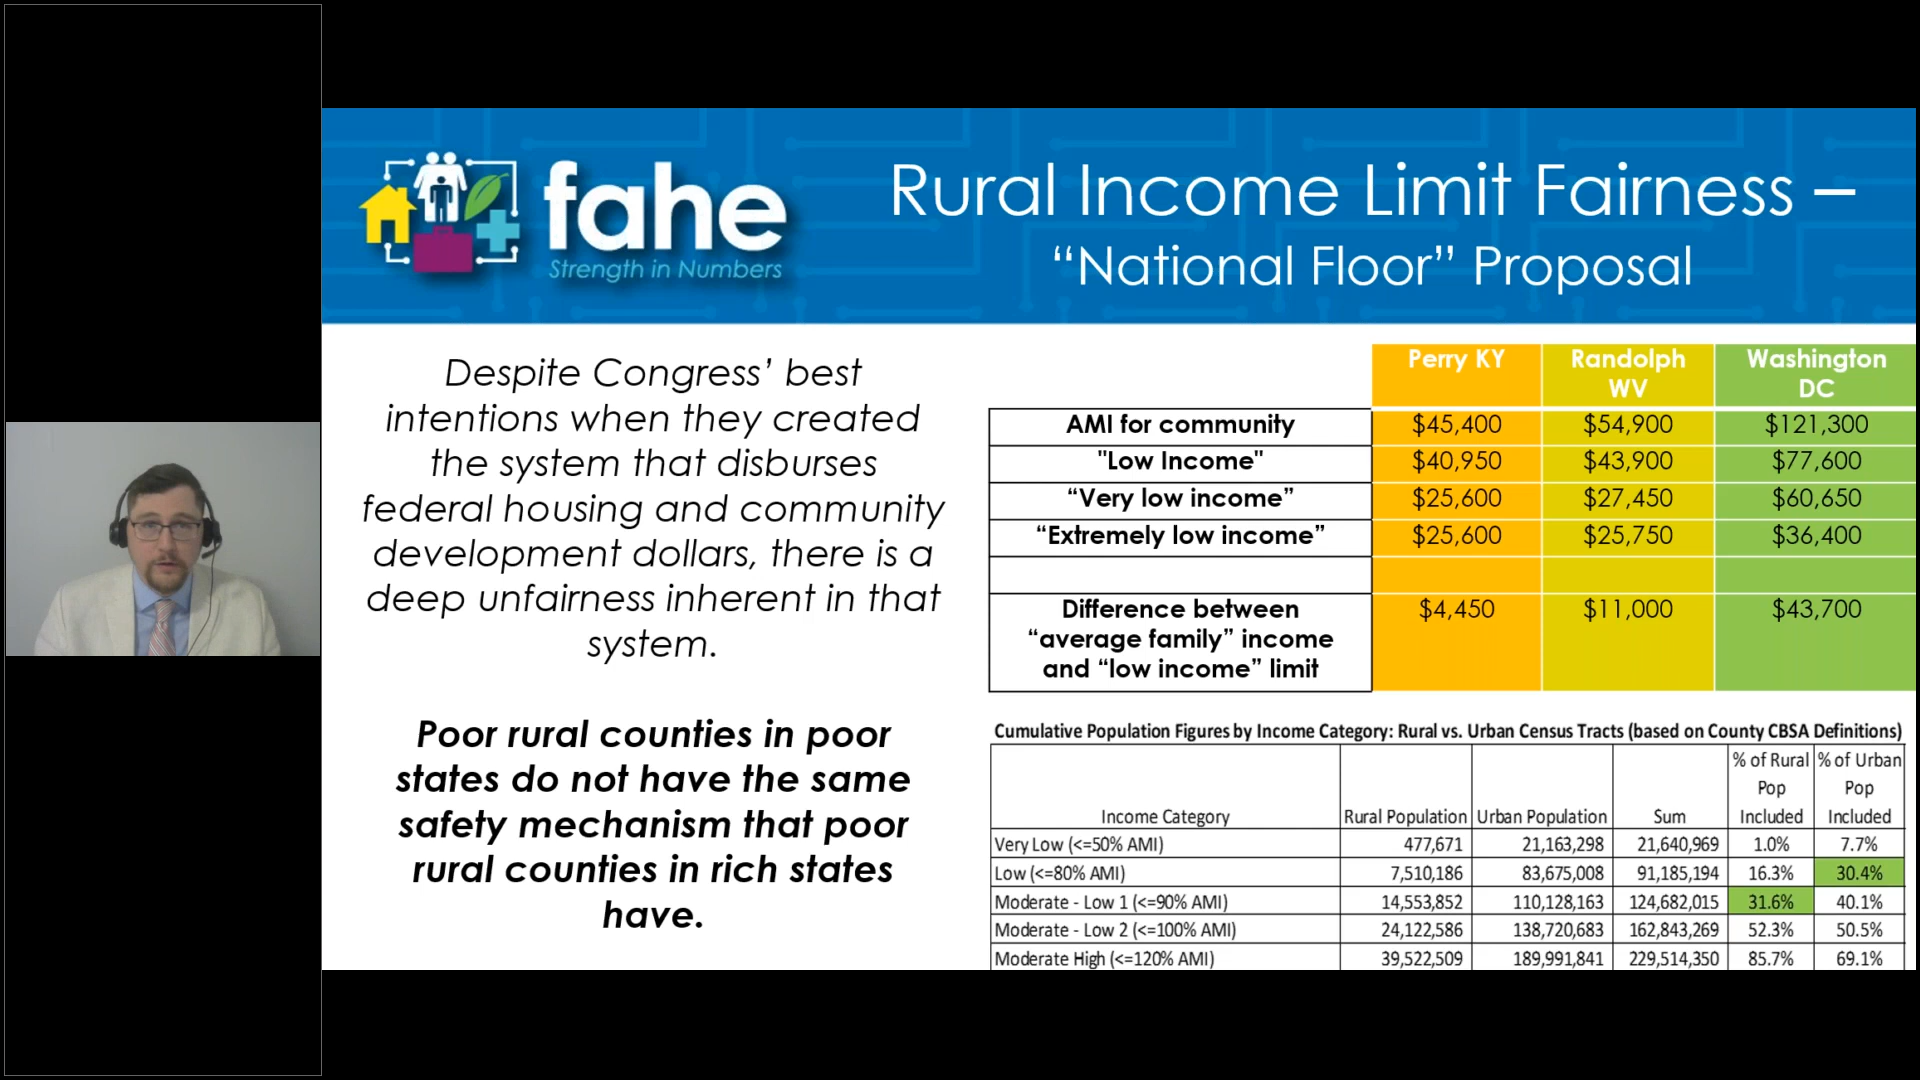 fahe
Strength in Numbers
Rural Income Limit Fairness –
“National Floor” Proposal
Despite Congress’ best
intentions when they created
the system that disburses
federal housing and community
development dollars, there is a
deep unfairness inherent in that
system.
Poor rural counties in poor
states do not have the same
safety mechanism that poor
rural counties in rich states
have.
Perry KY Randolph WV Washington DC
AMI for community $45,400 $54,900 $121,300
"Low Income" $40,950 $43,900 $77,600
“Very low income” $25,600 $27,450 $60,650
“Extremely low income” $25,600 $25,750 $36,400
Difference between $4,450 $11,000 $43,700
“average family” income
and “low income” limit
Cumulative Population Figures by Income Category: Rural vs. Urban Census Tracts (based on County CBSA Definitions)
Income Category Rural Population Urban Population Sum % of Rural Pop Included % of Urban Pop Included
Very Low (<=50% AMI) 477,671 21,163,298 21,640,969 1.0% 7.7%
Low (<=80% AMI) 7,510,186 83,675,008 91,185,194 16.3% 30.4%
Moderate - Low 1 (<=90% AMI) 14,553,852 110,128,163 124,682,015 31.6% 40.1%
Moderate - Low 2 (<=100% AMI) 24,122,586 138,720,683 162,843,269 52.3% 50.5%
Moderate High (<=120% AMI) 39,522,509 189,991,841 229,514,350 85.7% 69.1%